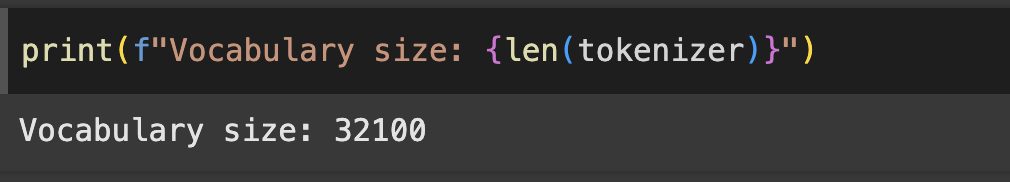 print(f"Vocabulary size: {len(tokenizer)}")
Vocabulary size: 32100